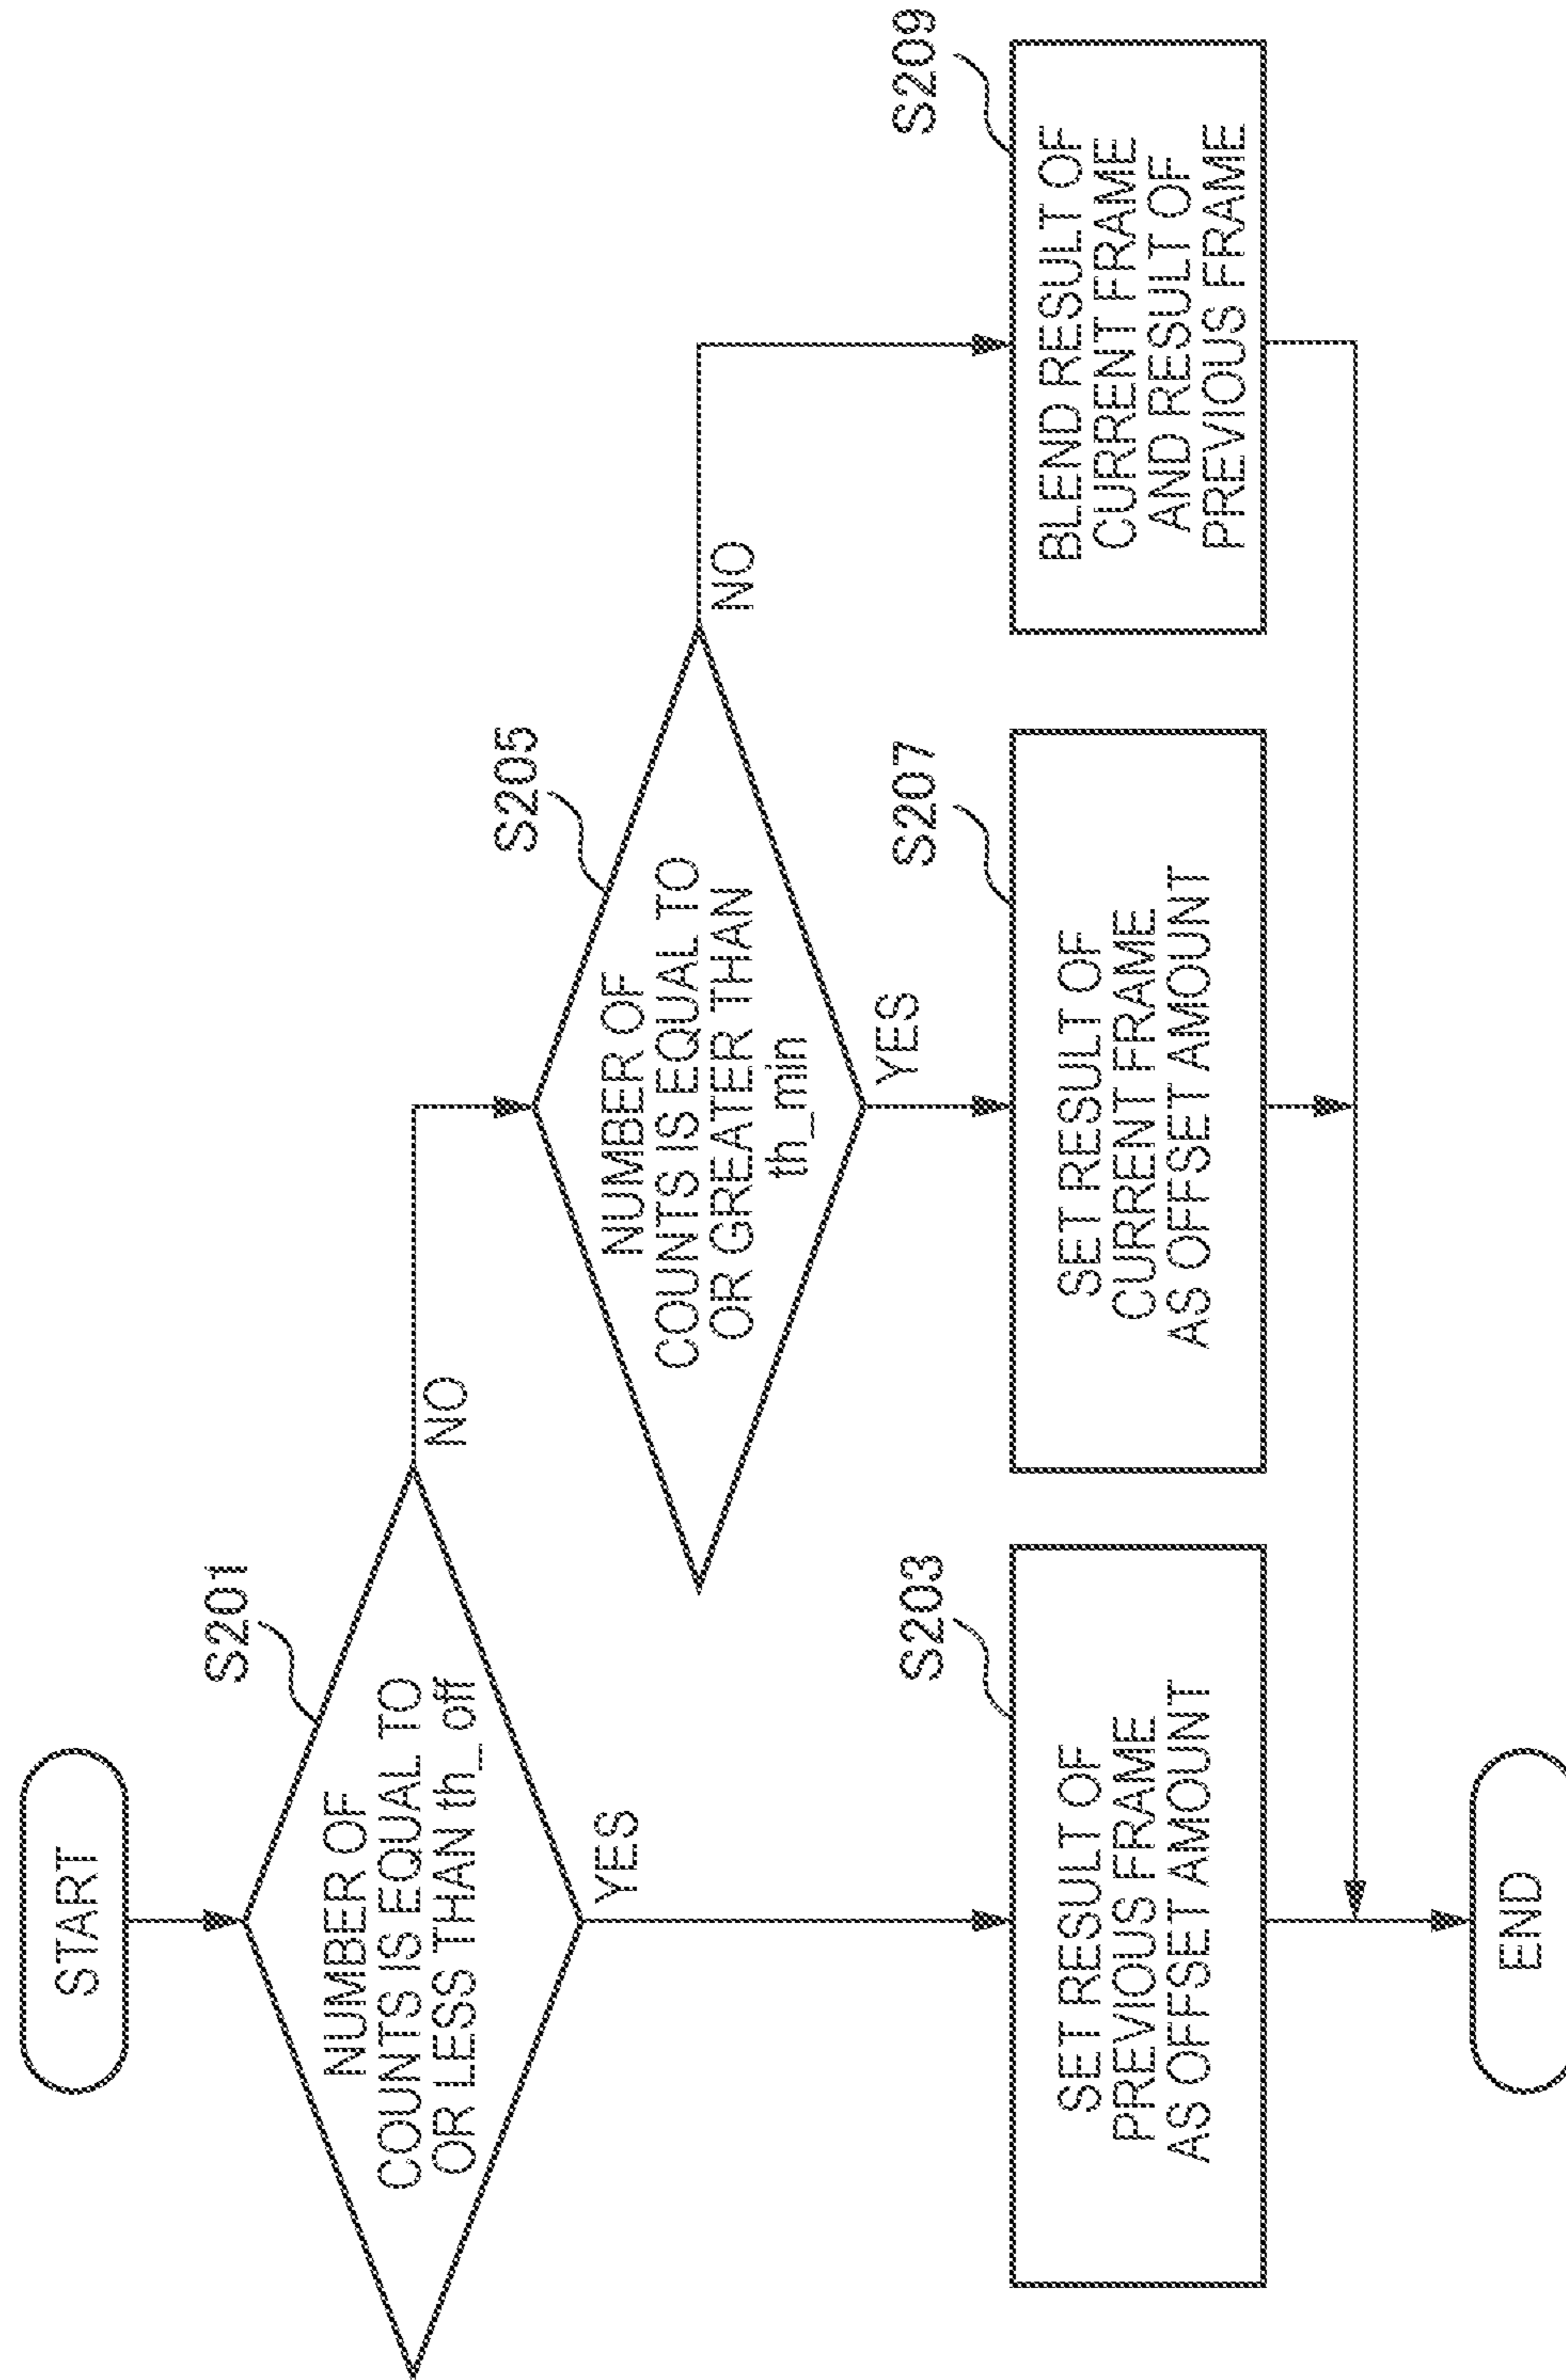 START
S201
NUMBER OF
COUNTS IS EQUAL TO
OR LESS THAN th_off
NO
YES
S205
NUMBER OF
COUNTS IS EQUAL TO
OR GREATER THAN
th_min
NO
YES
S203
SET RESULT OF
PREVIOUS FRAME
AS OFFSET AMOUNT
S207
SET RESULT OF
CURRENT FRAME
AS OFFSET AMOUNT
S209
BLEND RESULT OF
CURRENT FRAME
AND RESULT OF
PREVIOUS FRAME
END